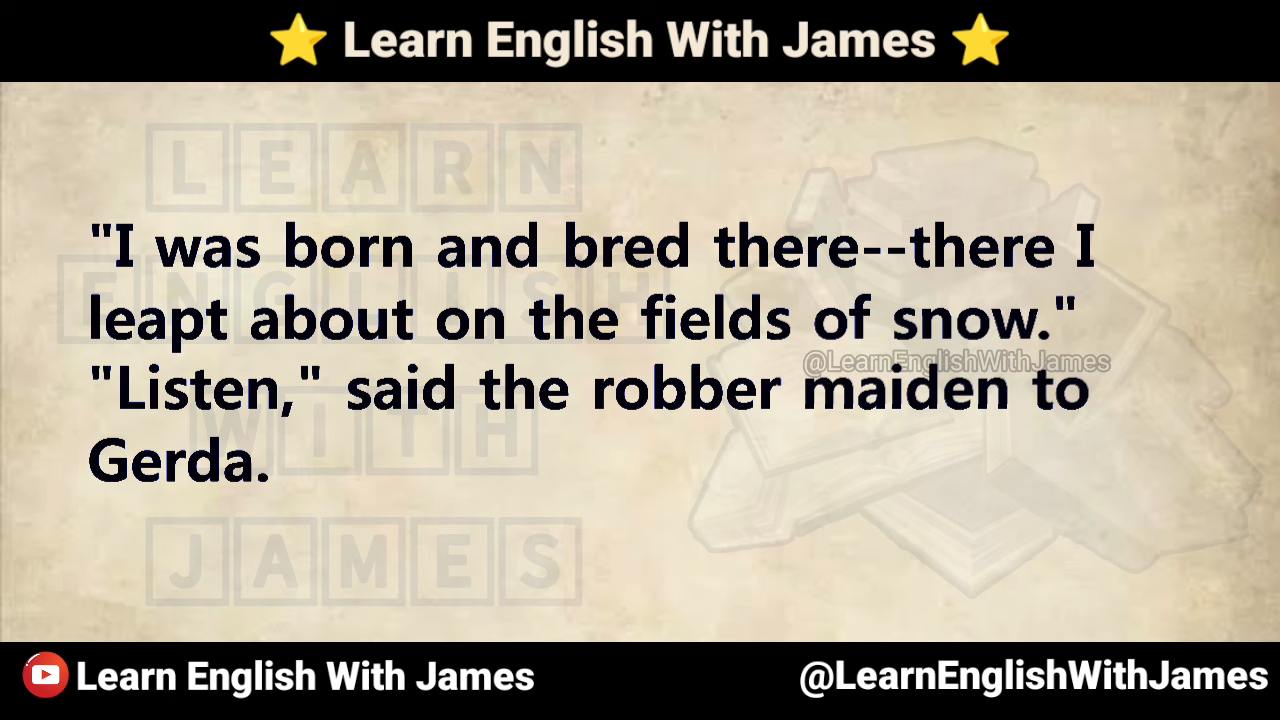 ⭐ Learn English With James ⭐
LEARN
"I was born and bred there--there I
ENGLISH
leapt about on the fields of snow."
@LearnEnglishWithJames
"Listen," said the robber maiden to
WITH
Gerda.
JAMES
Learn English With James
@LearnEnglishWithJames